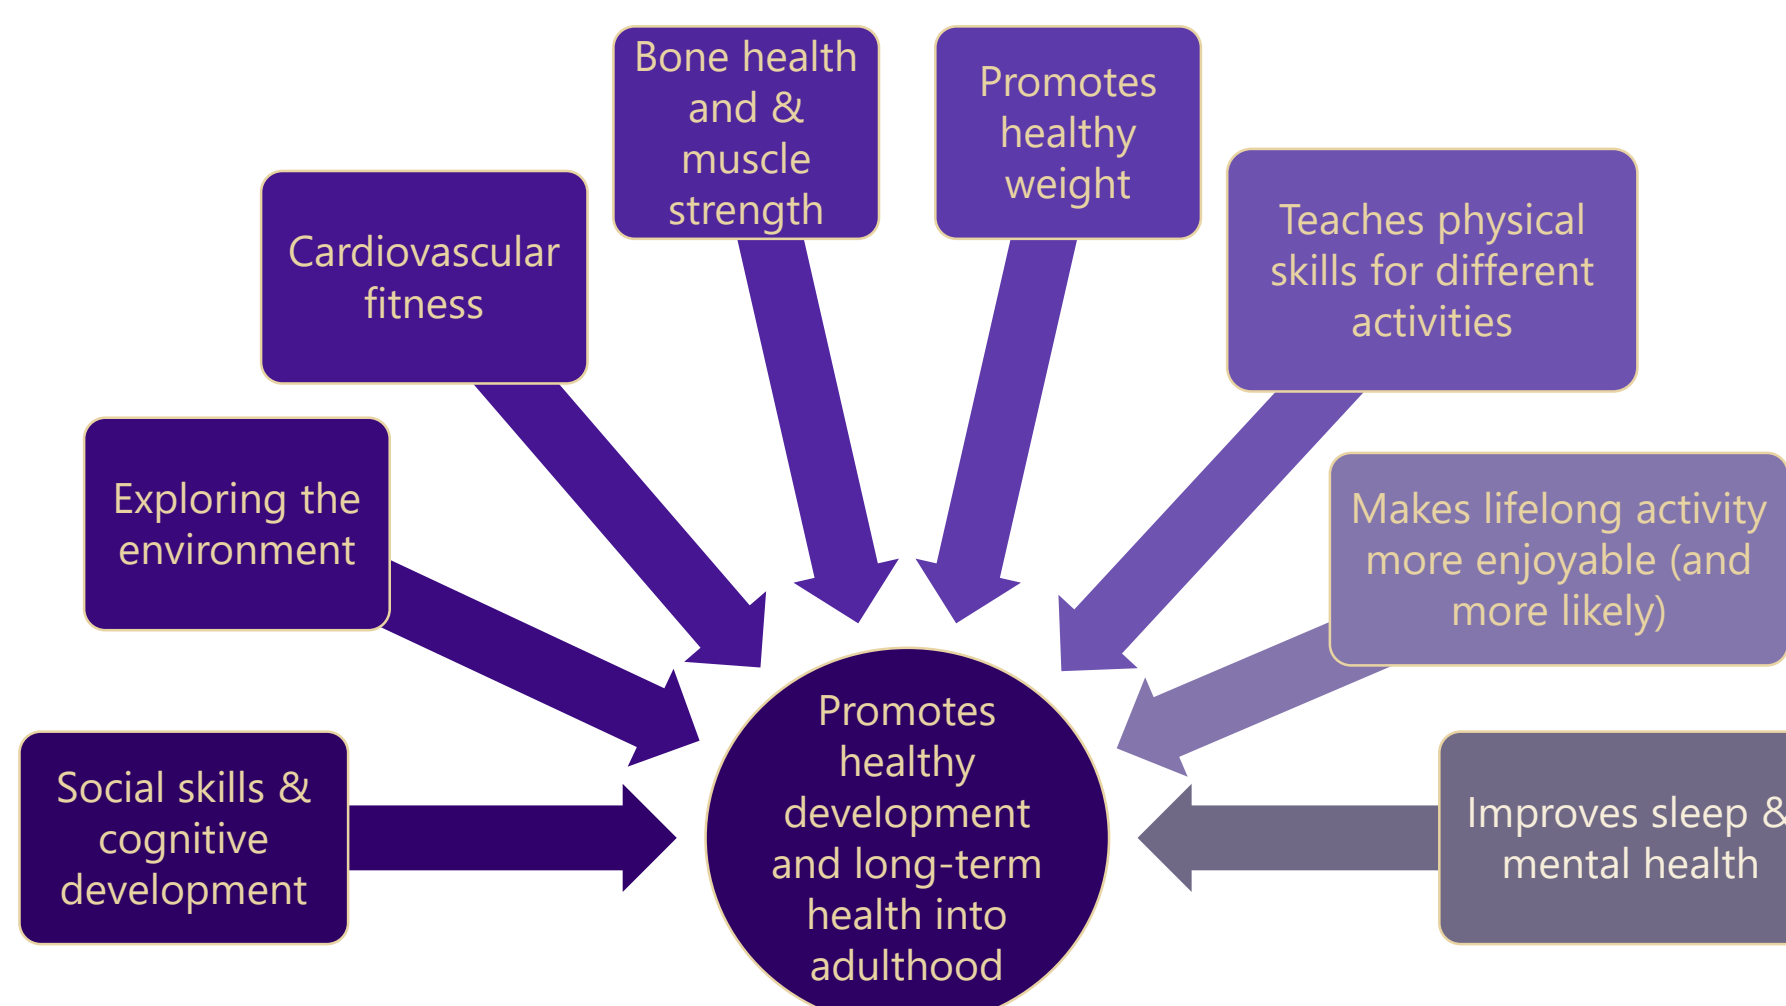 Bone health
and &
muscle
strength
Promotes
healthy
weight
Cardiovascular
fitness
Teaches physical
skills for different
activities
Exploring the
environment
Makes lifelong activity
more enjoyable (and
more likely)
Social skills &
cognitive
development
Promotes
healthy
development
and long-term
health into
adulthood
Improves sleep &
mental health